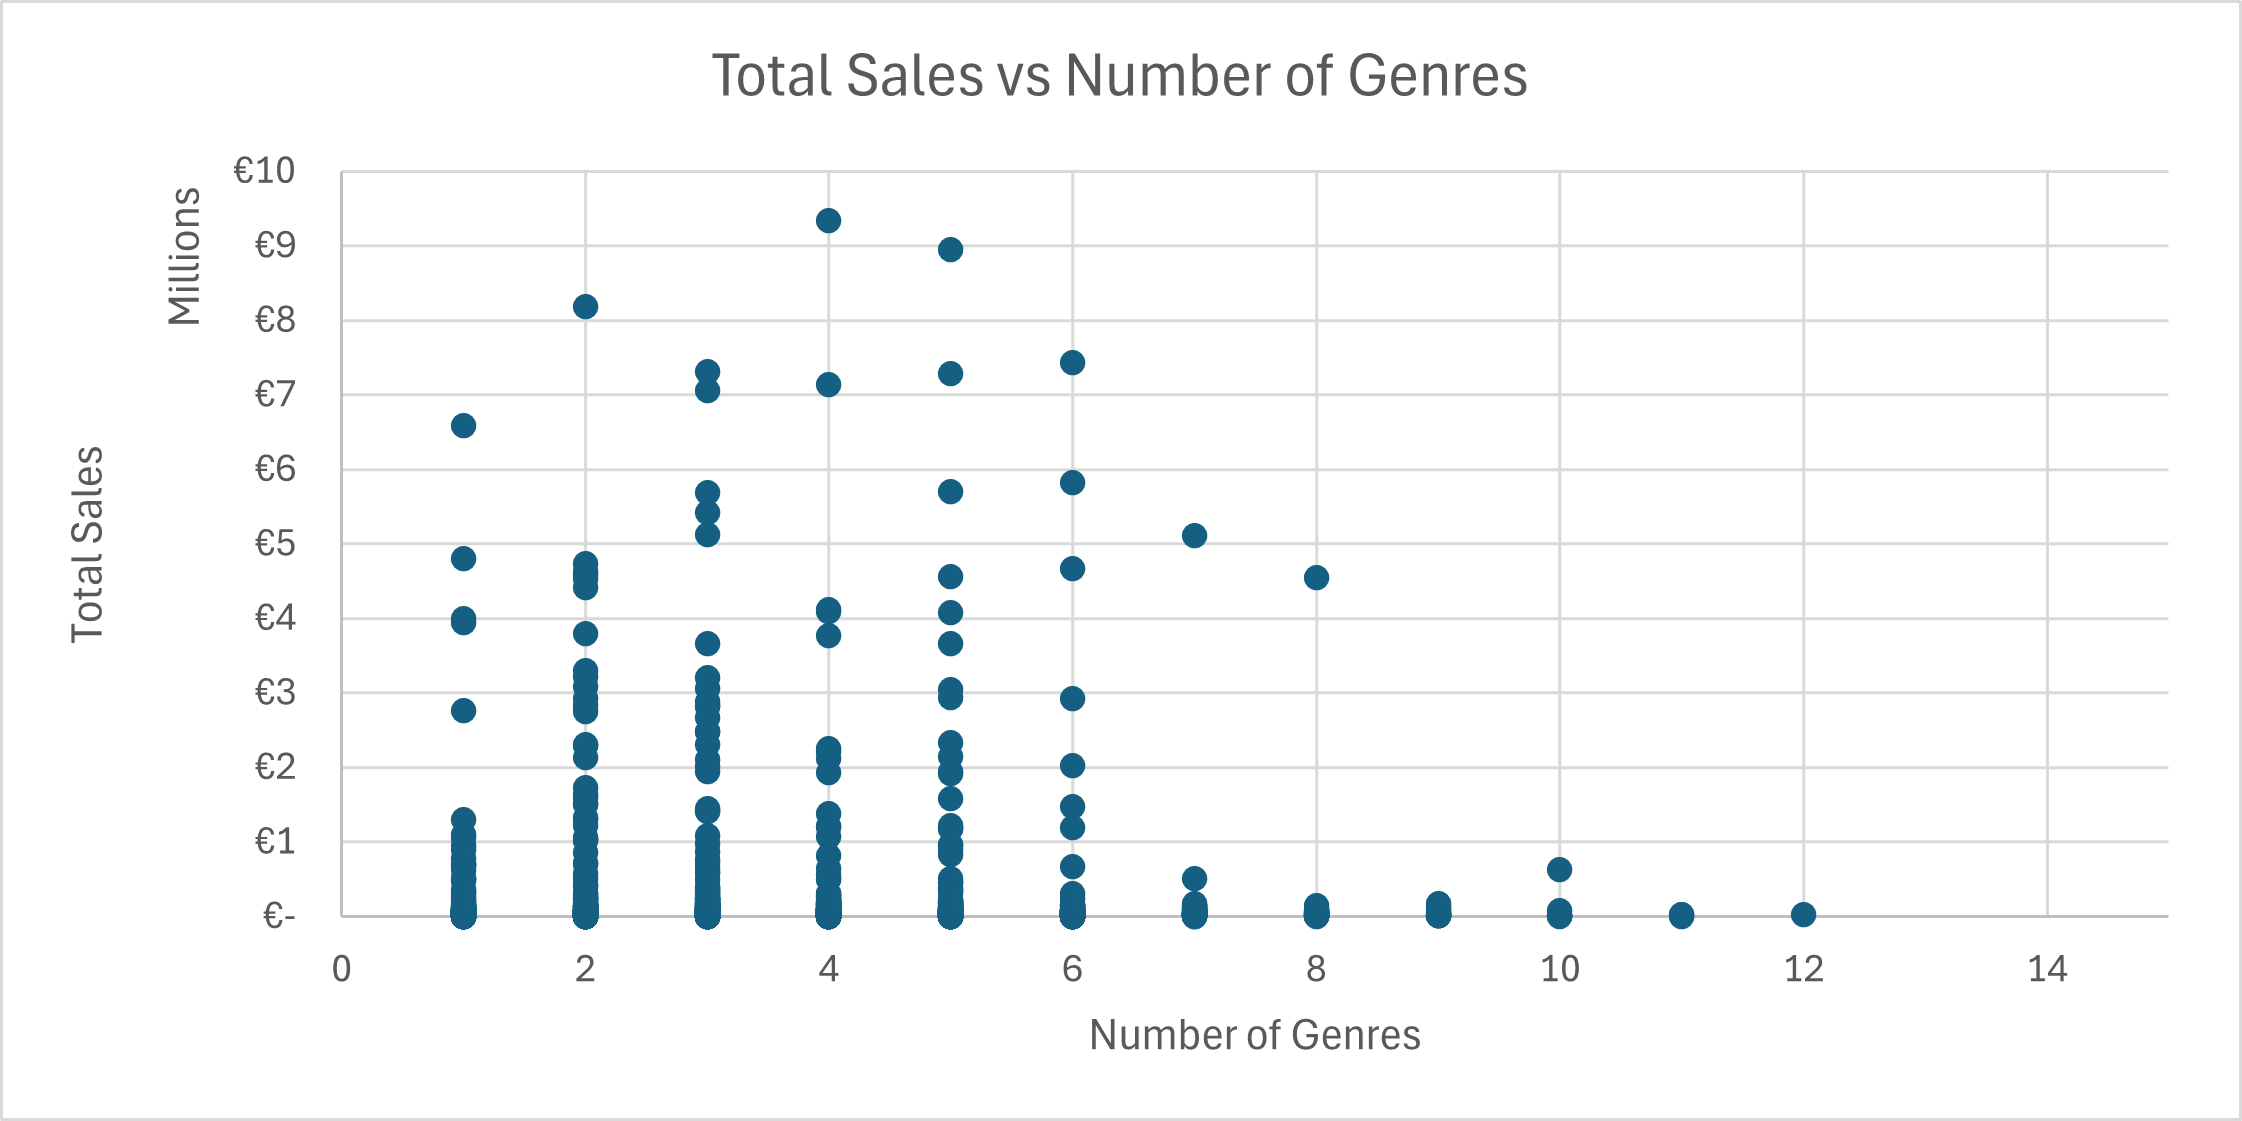 Total Sales vs Number of Genres
Total Sales
Millions
€10
€9
€8
€7
€6
€5
€4
€3
€2
€1
€-
0 2 4 6 8 10 12 14
Number of Genres